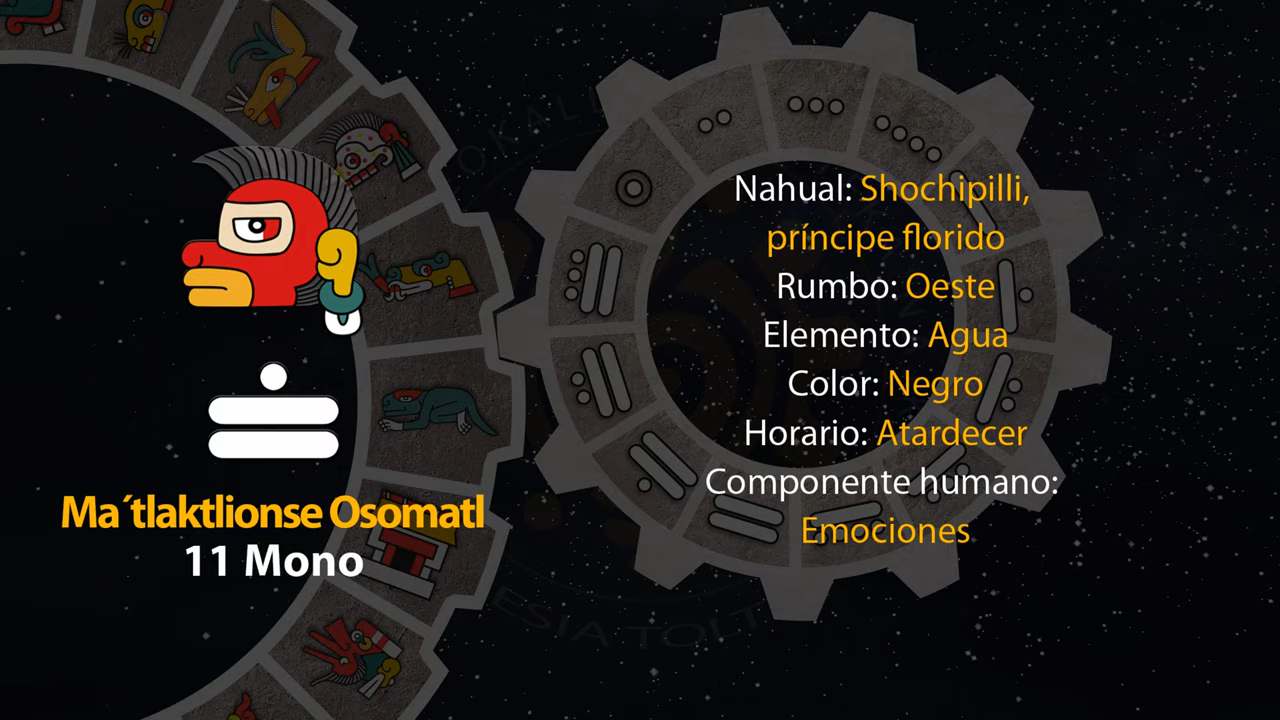 Ma´tlaktlionse Osomatl
11 Mono
Nahual: Shochipilli,
príncipe florido
Rumbo: Oeste
Elemento: Agua
Color: Negro
Horario: Atardecer
Componente humano:
Emociones